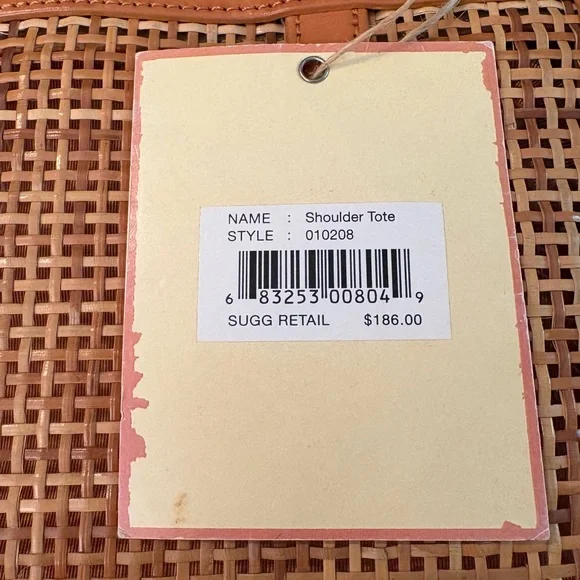 NAME : Shoulder Tote
STYLE : 010208
6 83253 00804 9
SUGG RETAIL $186.00